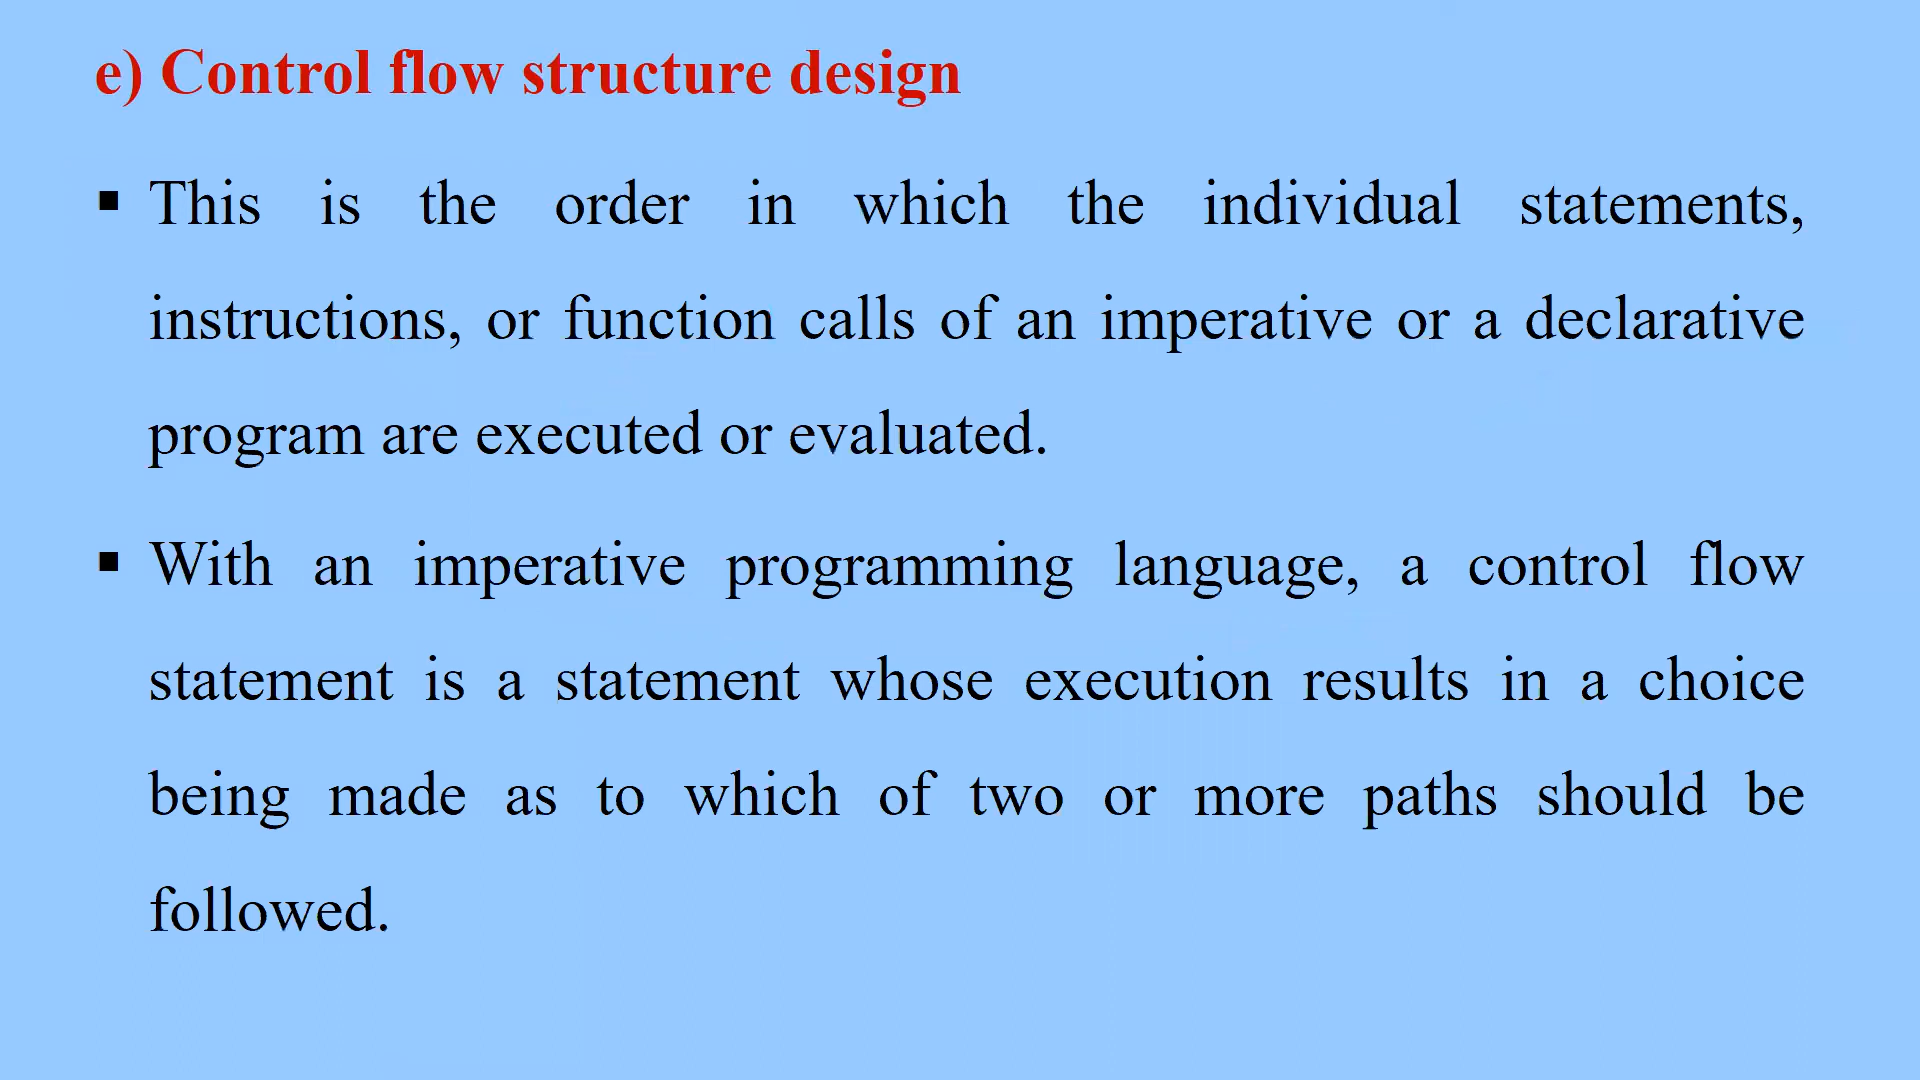 e) Control flow structure design
▪ This is the order in which the individual statements,
instructions, or function calls of an imperative or a declarative
program are executed or evaluated.
▪ With an imperative programming language, a control flow
statement is a statement whose execution results in a choice
being made as to which of two or more paths should be
followed.